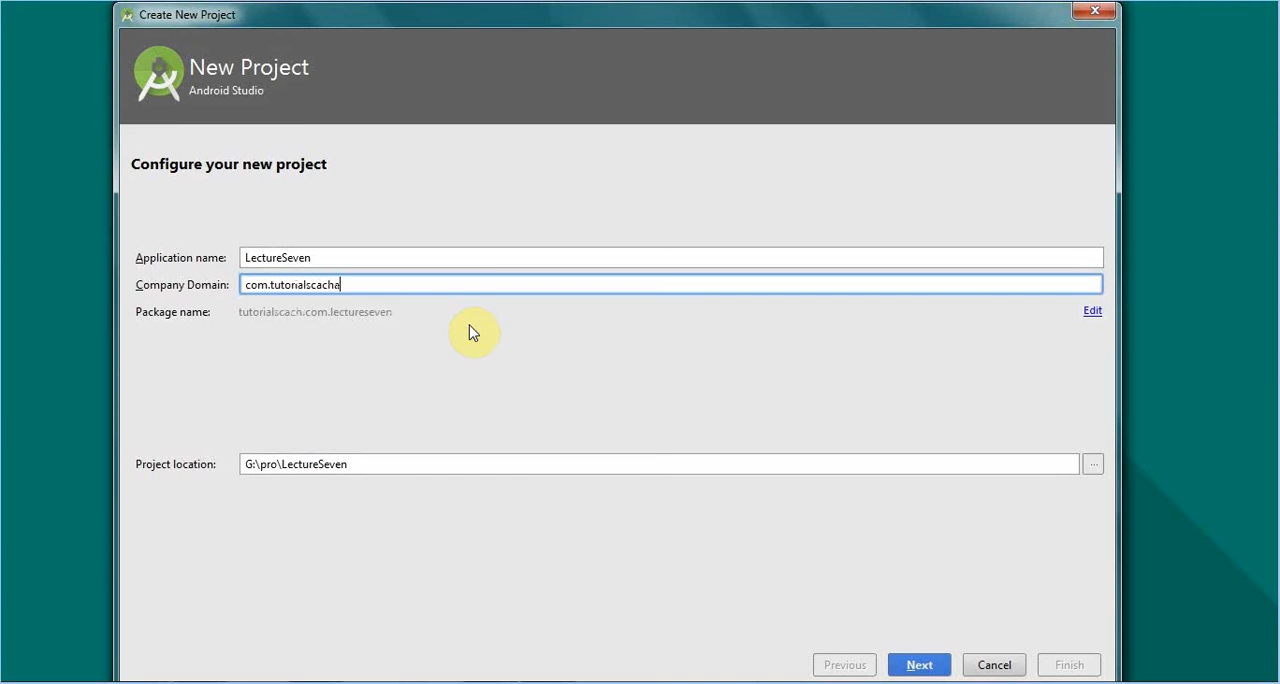 Create New Project
New Project
Android Studio
Configure your new project
Application name: LectureSeven
Company Domain: com.tutorialscacha
Package name: tutorialscach.com.lectureseven Edit
Project location: G:\pro\LectureSeven ...
Previous Next Cancel Finish